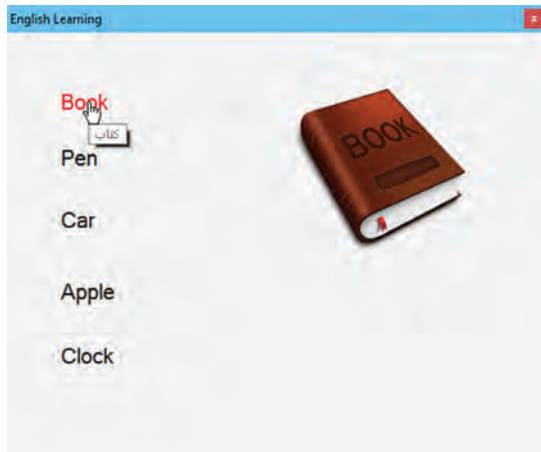 English Learning
Book
کتاب
Pen
Car
Apple
Clock
BOOK